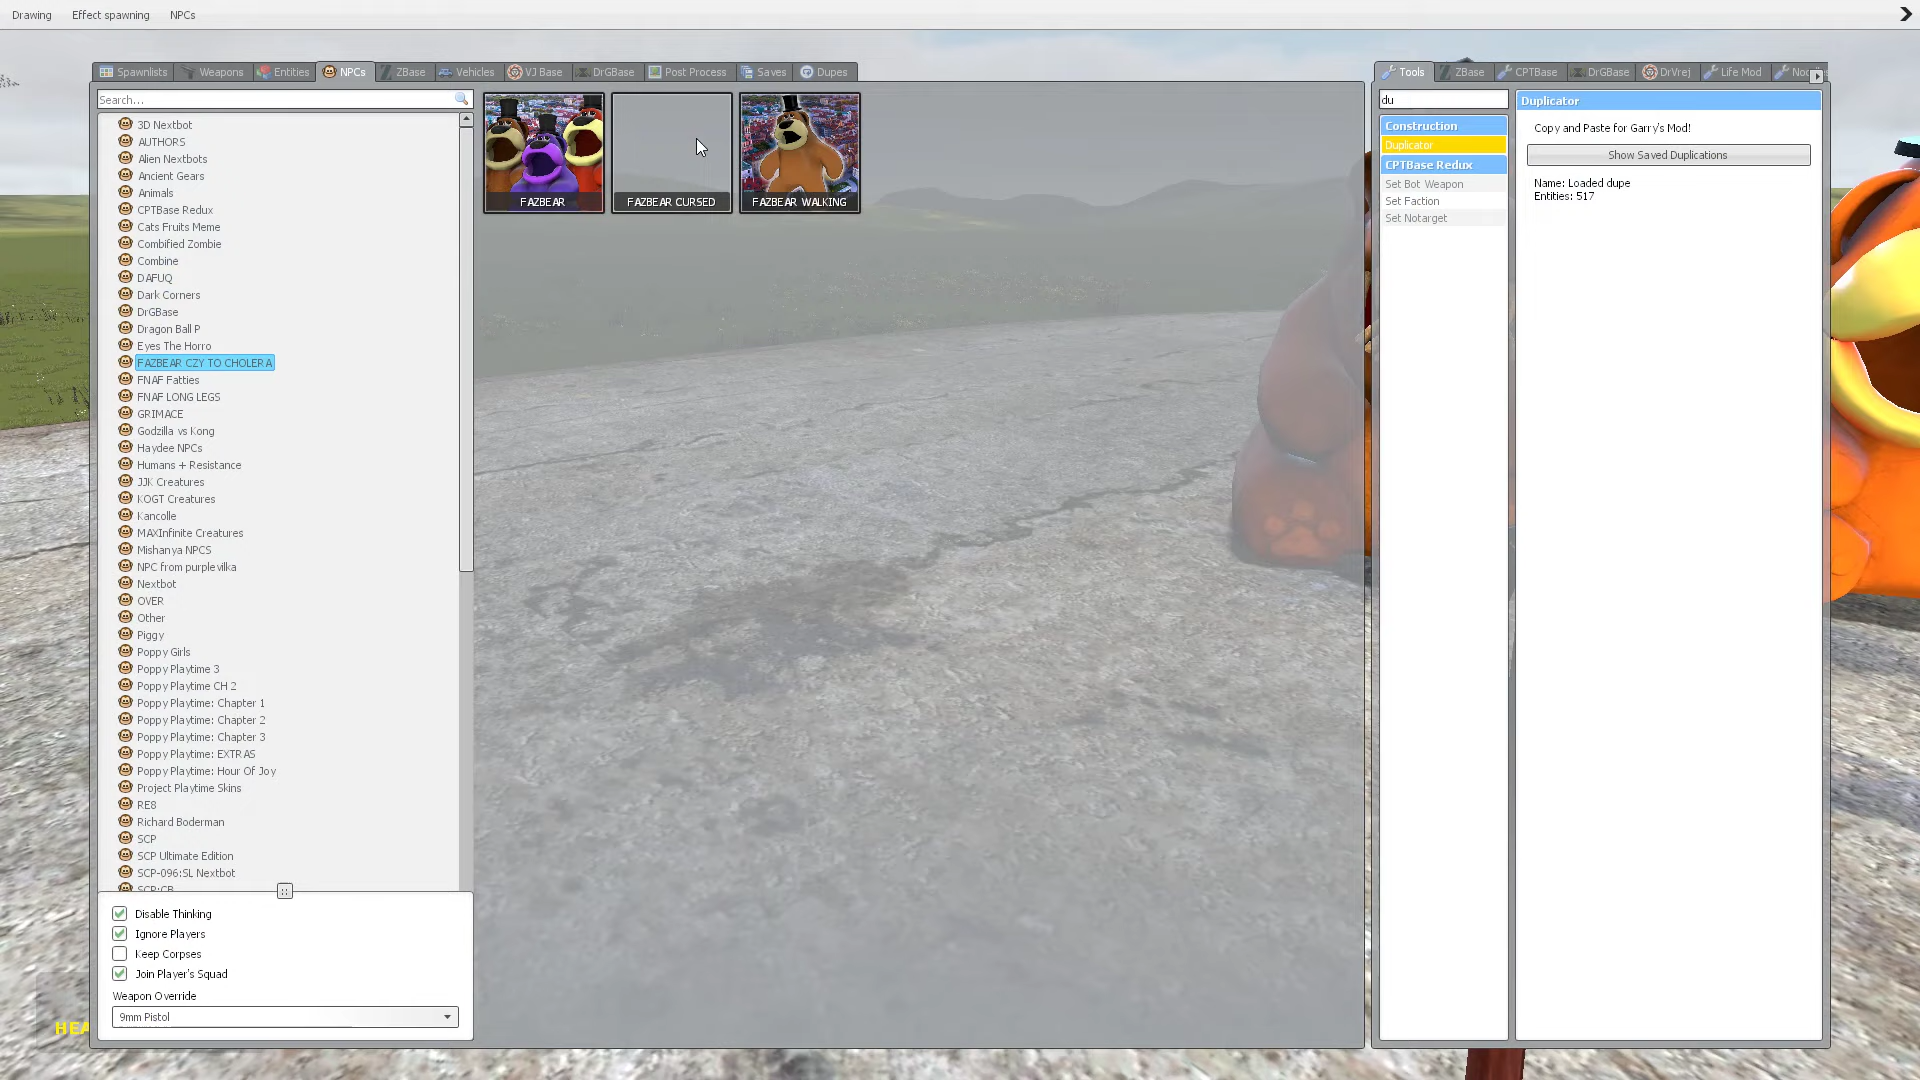 Drawing Effect spawning NPCs
Spawnlists Weapons Entities NPCs ZBase Vehicles VJ Base DrGBase Post Process Saves Dupes
Search...
3D Nextbot
AUTHORS
Alien Nextbots
Ancient Gears
Animals
CPTBase Redux
Cats Fruits Meme
Combified Zombie
Combine
DAFUQ
Dark Corners
DrGBase
Dragon Ball P
Eyes The Horro
FAZBEAR CZY TO CHOLERA
FNAF Fatties
FNAF LONG LEGS
GRIMACE
Godzilla vs Kong
Haydee NPCs
Humans + Resistance
JJK Creatures
KOGT Creatures
Kancolle
MAXInfinite Creatures
Mishanya NPCS
NPC from purplevilka
Nextbot
OVER
Other
Piggy
Poppy Girls
Poppy Playtime 3
Poppy Playtime CH 2
Poppy Playtime: Chapter 1
Poppy Playtime: Chapter 2
Poppy Playtime: Chapter 3
Poppy Playtime: EXTRAS
Poppy Playtime: Hour Of Joy
Project Playtime Skins
RE8
Richard Boderman
SCP
SCP Ultimate Edition
SCP-096:SL Nextbot
SCP:CB
Disable Thinking
Ignore Players
Keep Corpses
Join Player's Squad
Weapon Override
9mm Pistol
HEA
FAZBEAR FAZBEAR CURSED FAZBEAR WALKING
Tools ZBase CPTBase DrGBase DrVrej Life Mod
du
Construction
Duplicator
CPTBase Redux
Set Bot Weapon
Set Faction
Set Notarget
Duplicator
Copy and Paste for Garry's Mod!
Show Saved Duplications
Name: Loaded dupe
Entities: 517